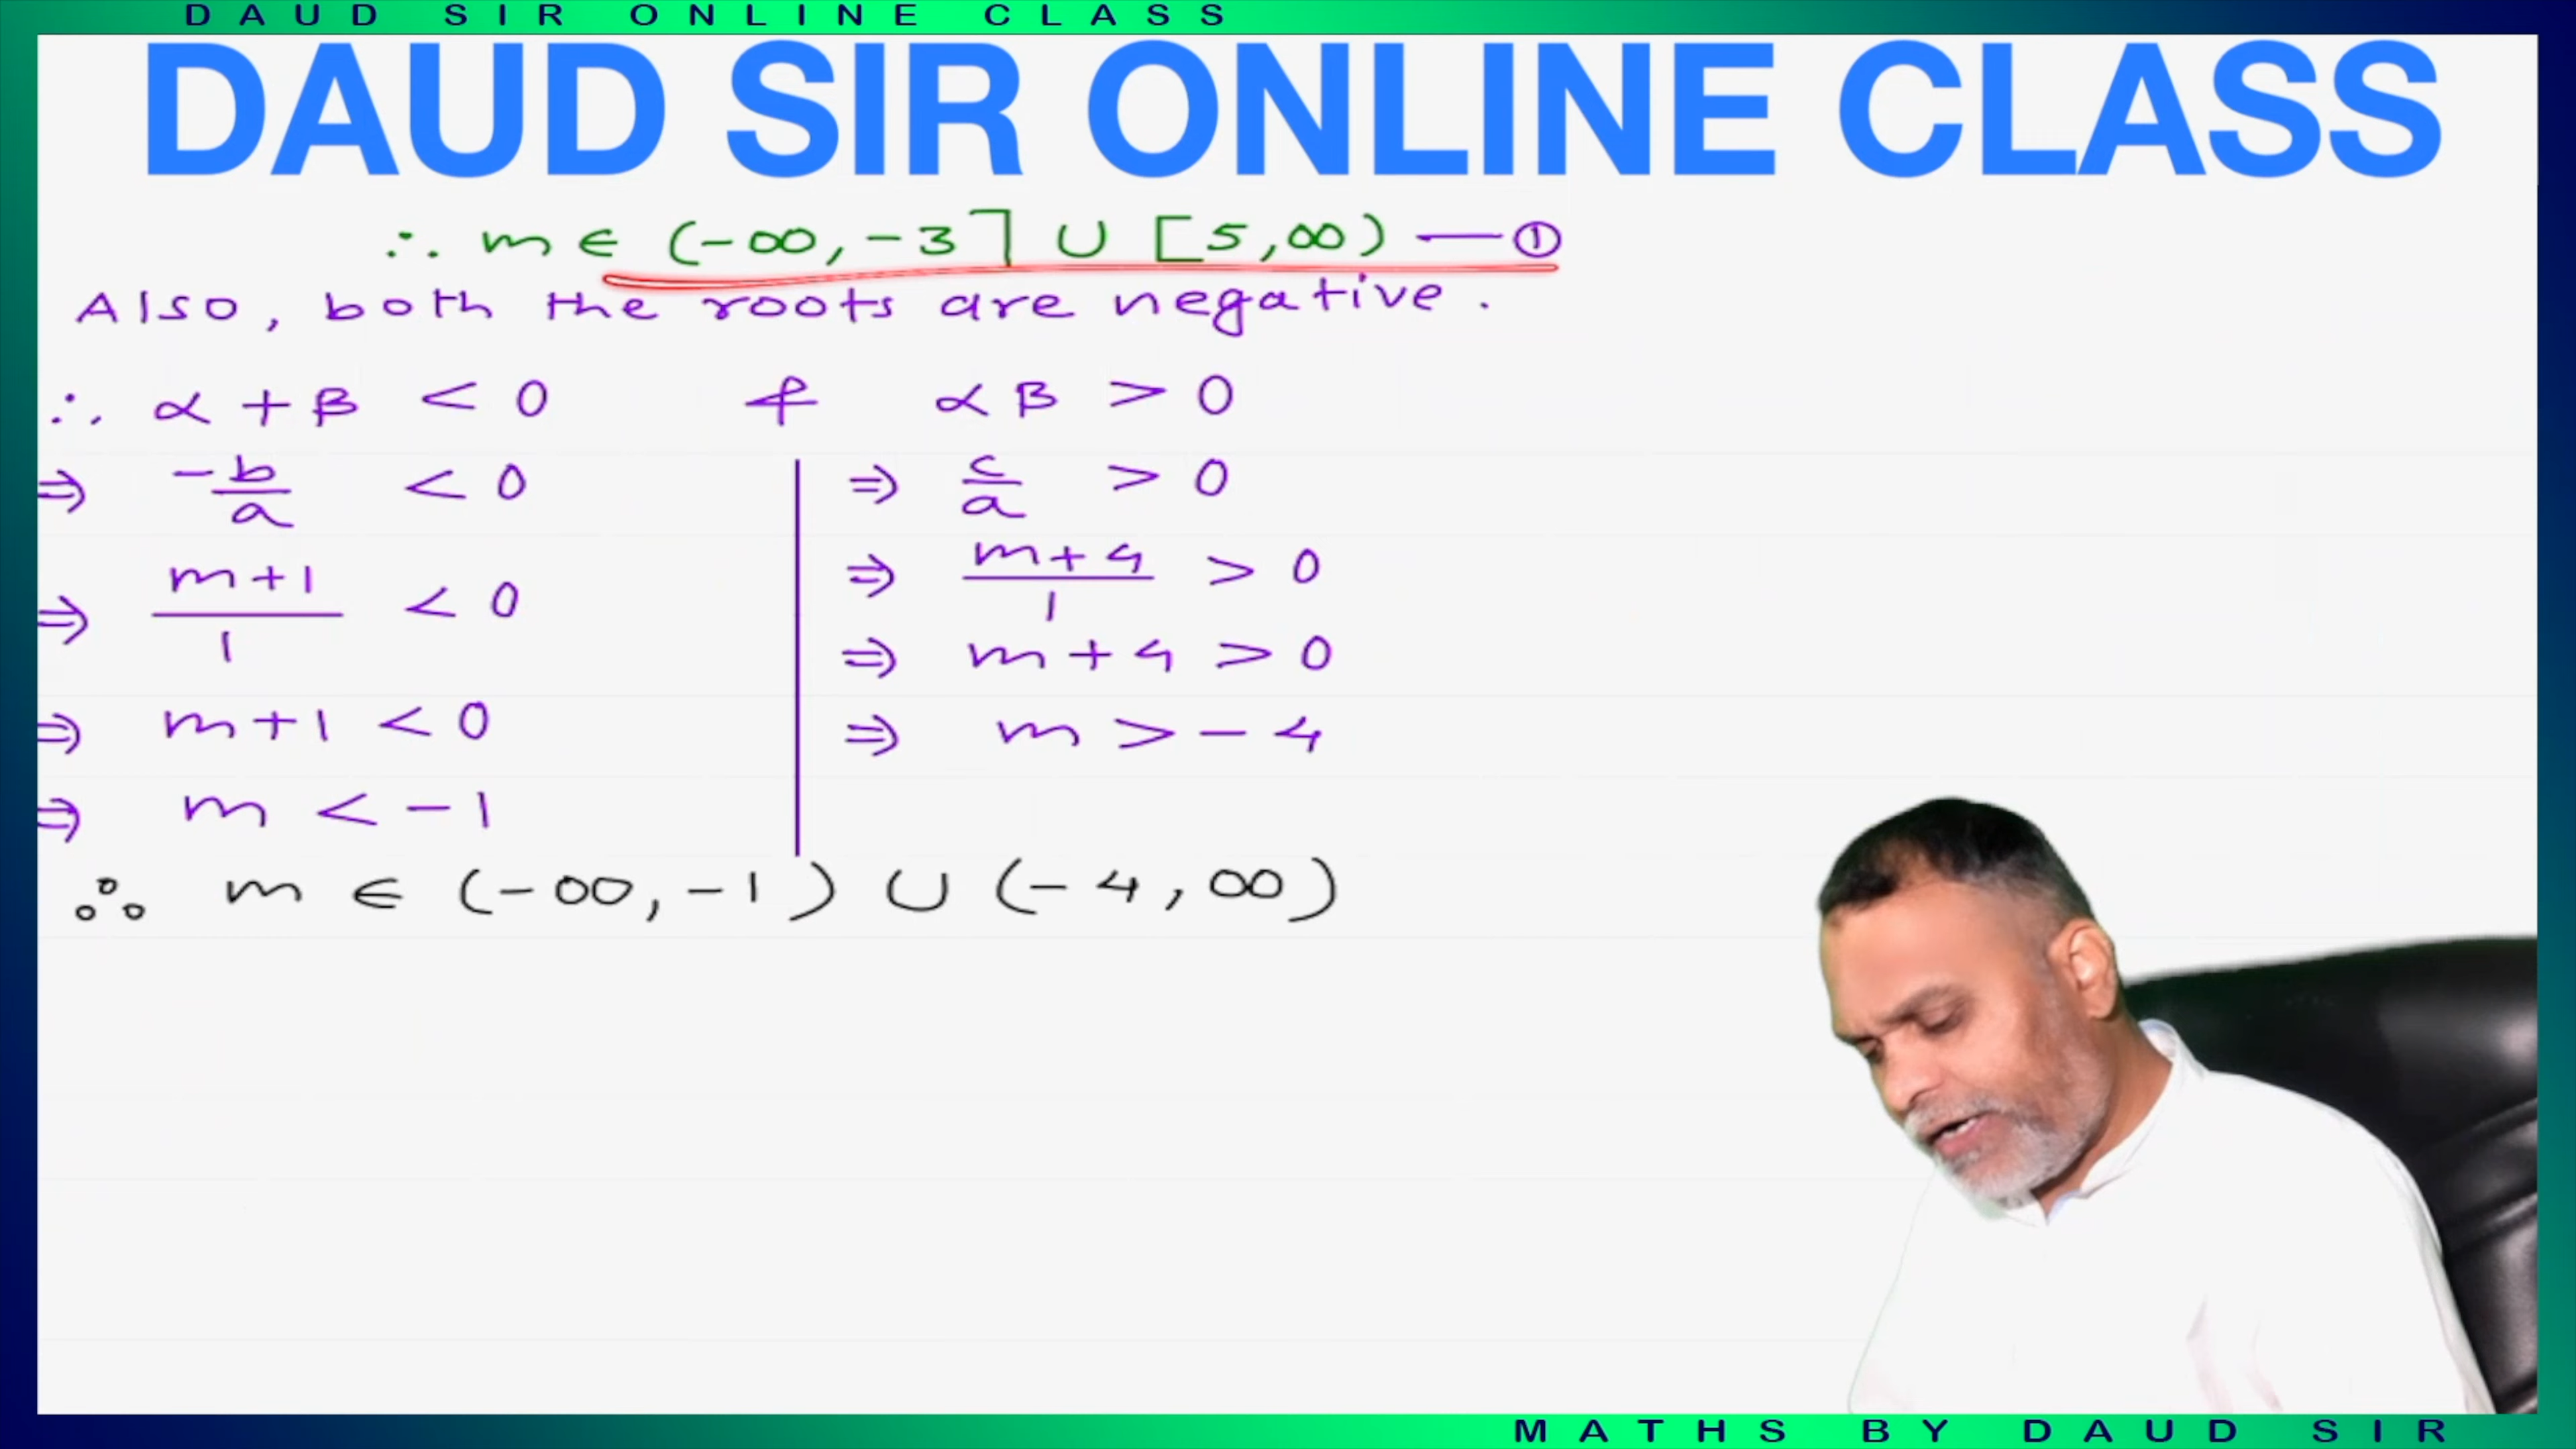 DAUD SIR ONLINE CLASS
DAUD SIR ONLINE CLASS
∴ m ∈ (-∞, -3] ∪ [5, ∞) — ①
Also, both the roots are negative.
∴ α + β < 0 & αβ > 0
⇒ -b/a < 0 ⇒ c/a > 0
⇒ m+1/1 < 0 ⇒ m+4/1 > 0
⇒ m+4 > 0
⇒ m+1 < 0 ⇒ m > -4
⇒ m < -1
∴ m ∈ (-∞, -1) ∪ (-4, ∞)
MATHS BY DAUD SIR